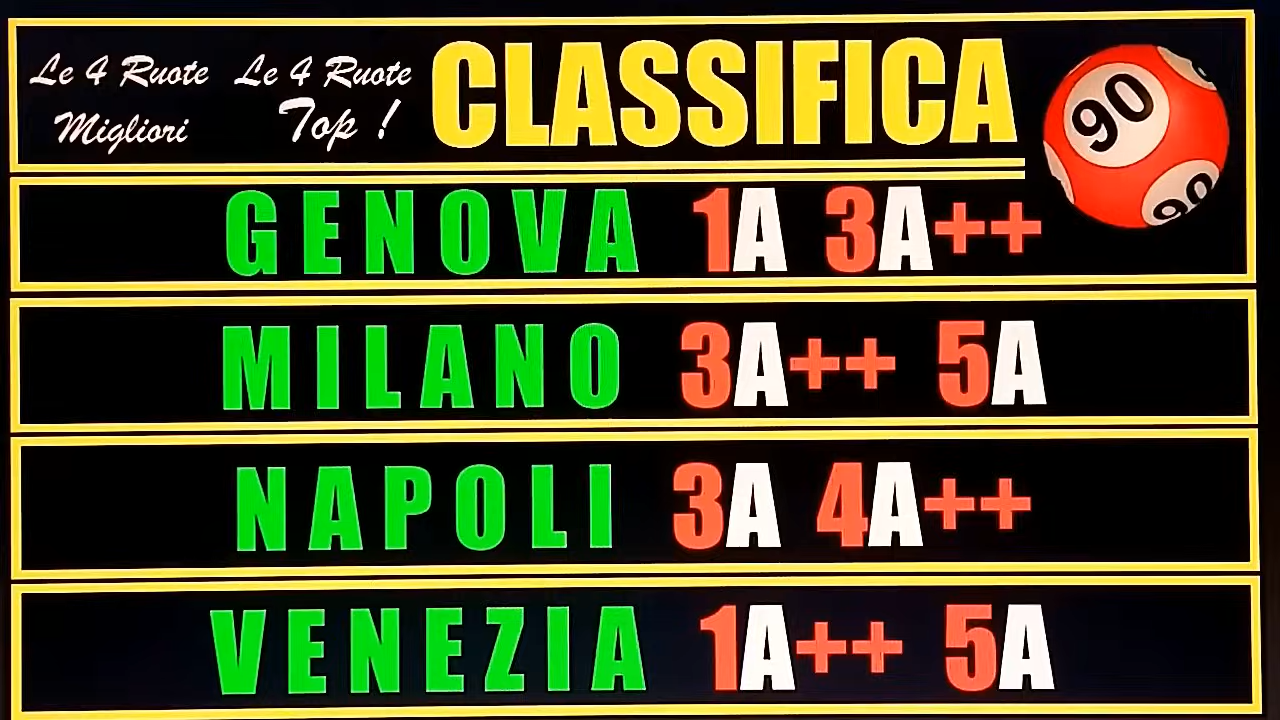 Le 4 Ruote Migliori
Le 4 Ruote Top !
CLASSIFICA
90
90
GENOVA 1A 3A++
MILANO 3A++ 5A
NAPOLI 3A 4A++
VENEZIA 1A++ 5A